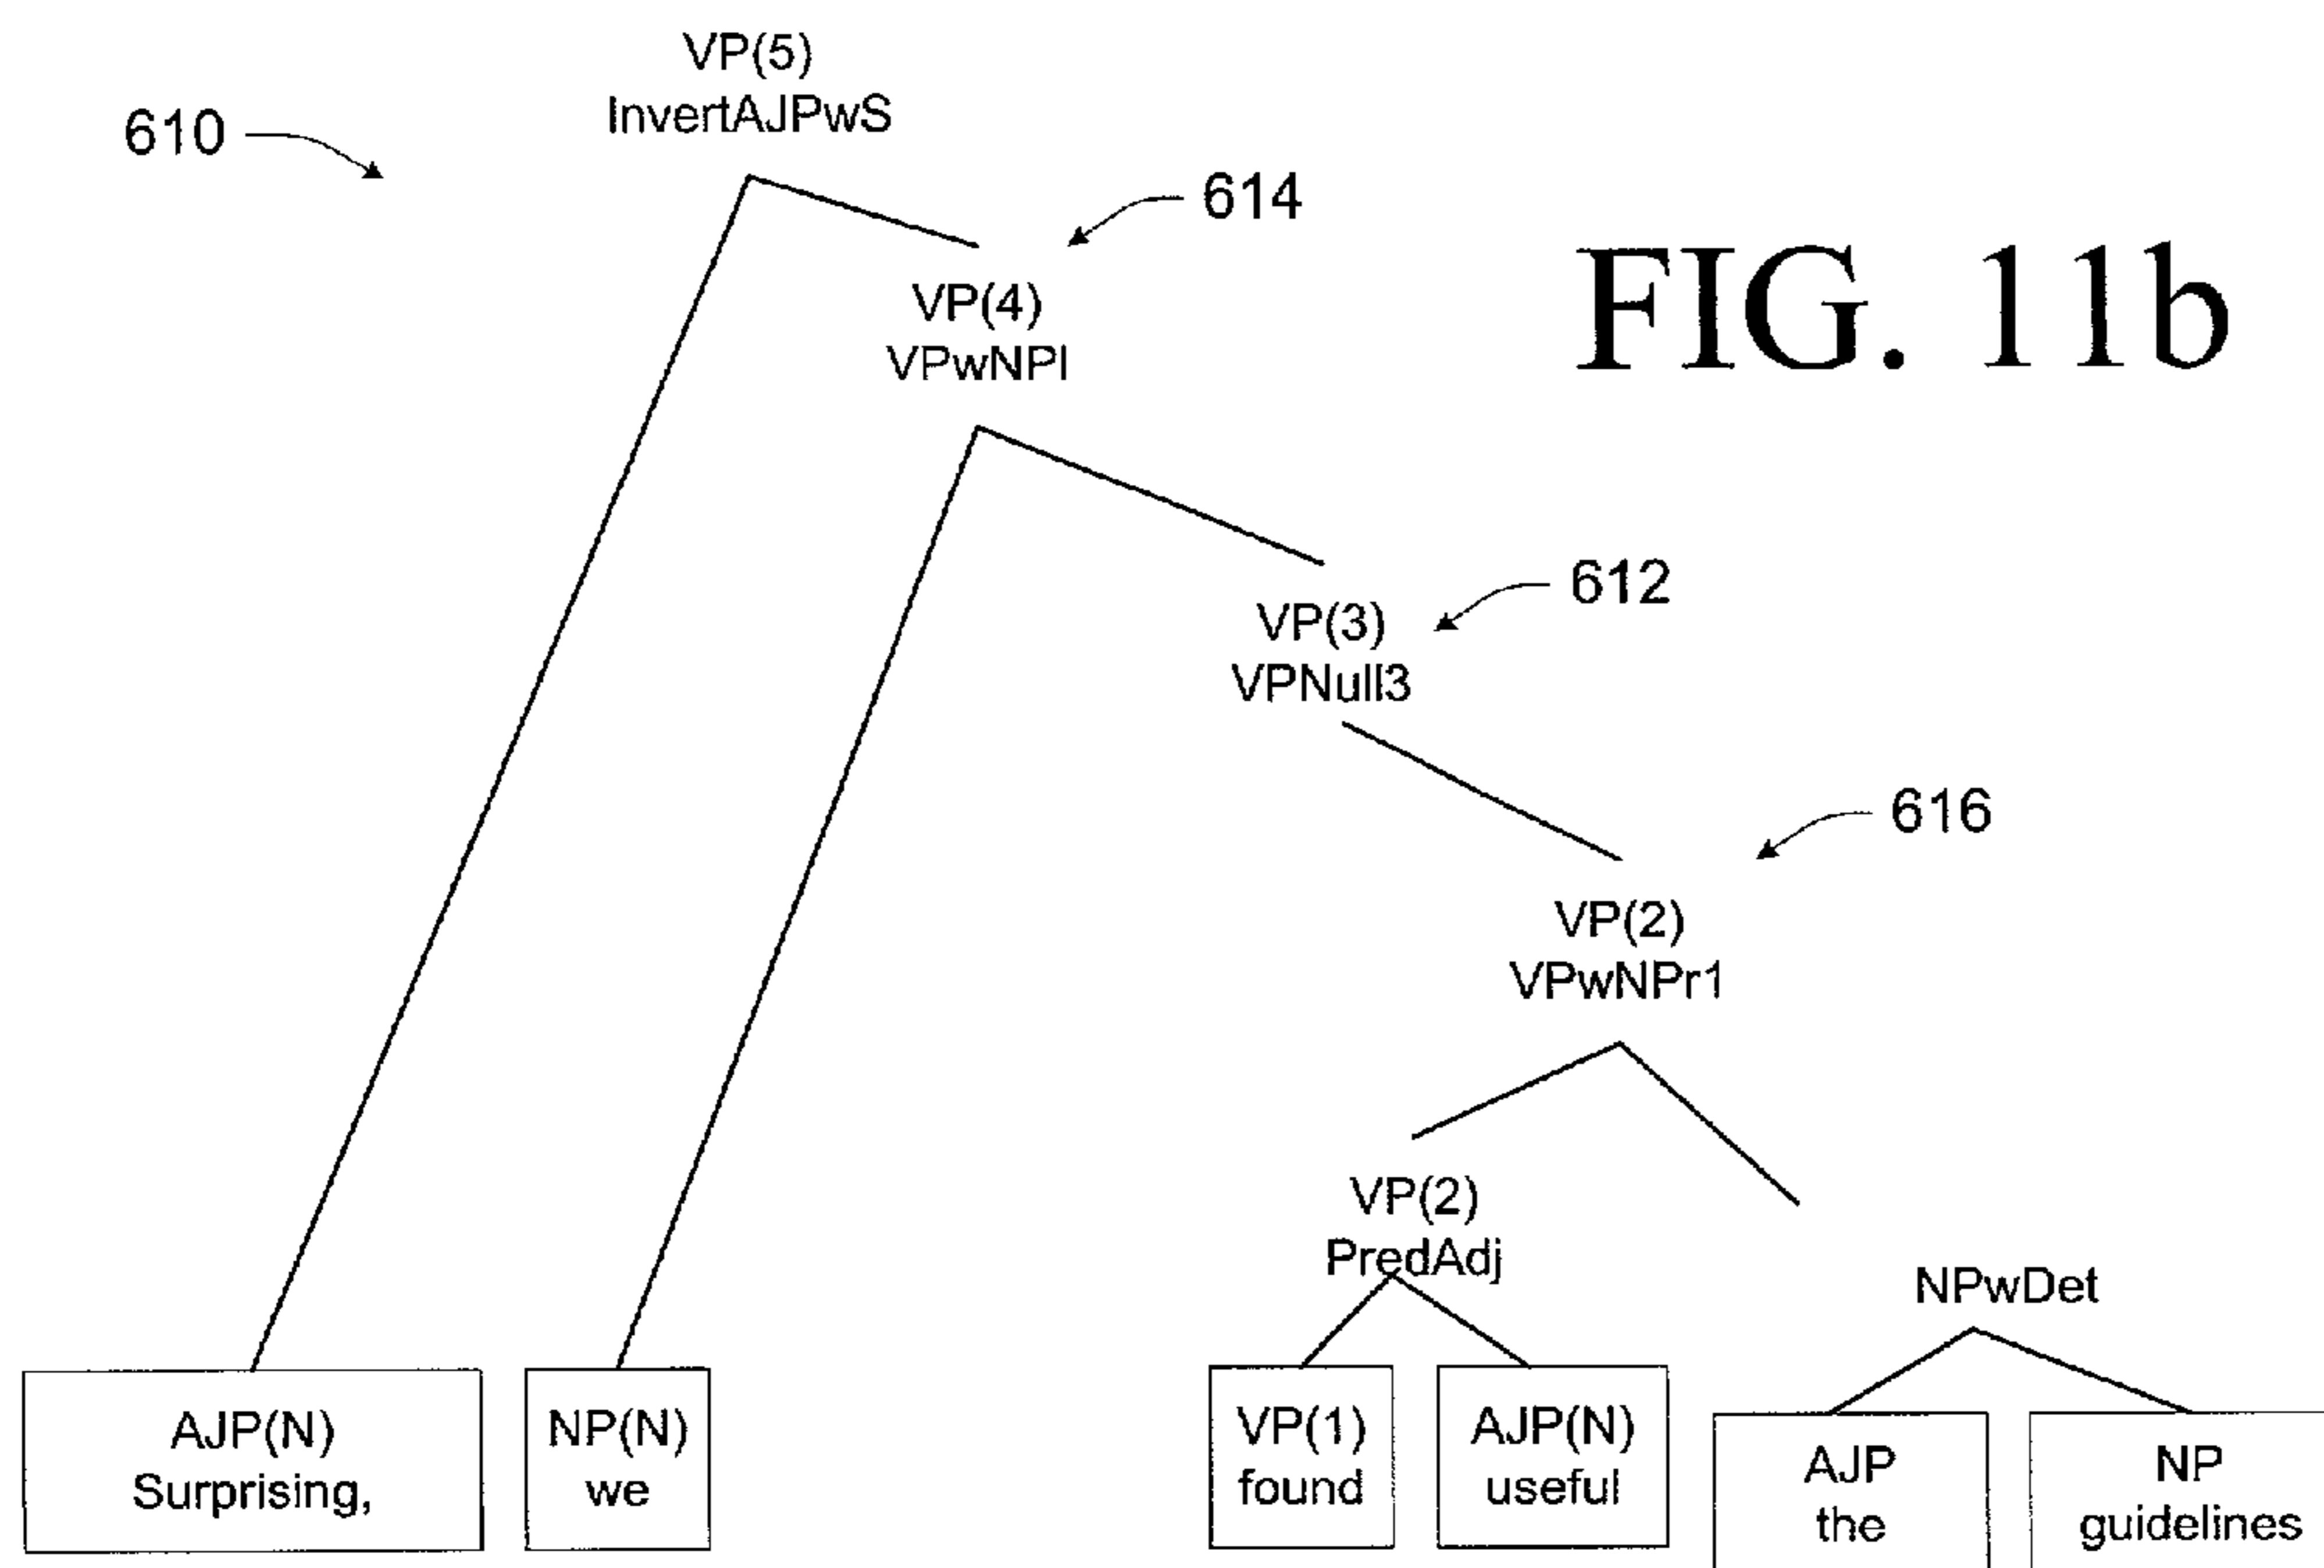 VP(5)
InvertAJPwS
610
614
FIG. 11b
VP(4)
VPwNPl
612
VP(3)
VPNull3
616
VP(2)
VPwNPr1
VP(2)
PredAdj
NPwDet
AJP(N)
Surprising,
NP(N)
we
VP(1)
found
AJP(N)
useful
AJP
the
NP
guidelines